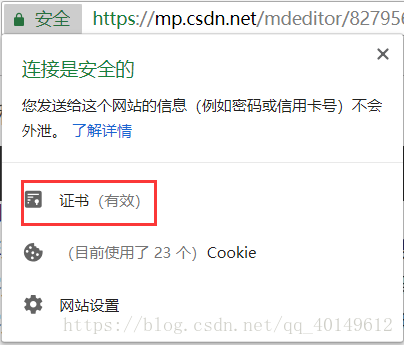 安全 https://mp.csdn.net/mdeditor/827956
连接是安全的
您发送给这个网站的信息（例如密码或信用卡号）不会
外泄。 了解详情
证书（有效）
（目前使用了 23 个）Cookie
网站设置
https://blog.csdn.net/qq_40149612